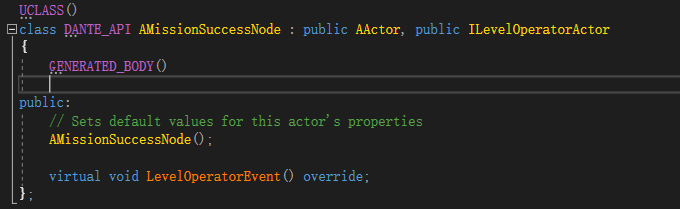 UCLASS()
class DANTE_API AMissionSuccessNode : public AActor, public ILevelOperatorActor
{
GENERATED_BODY()
public:
// Sets default values for this actor's properties
AMissionSuccessNode();
virtual void LevelOperatorEvent() override;
};